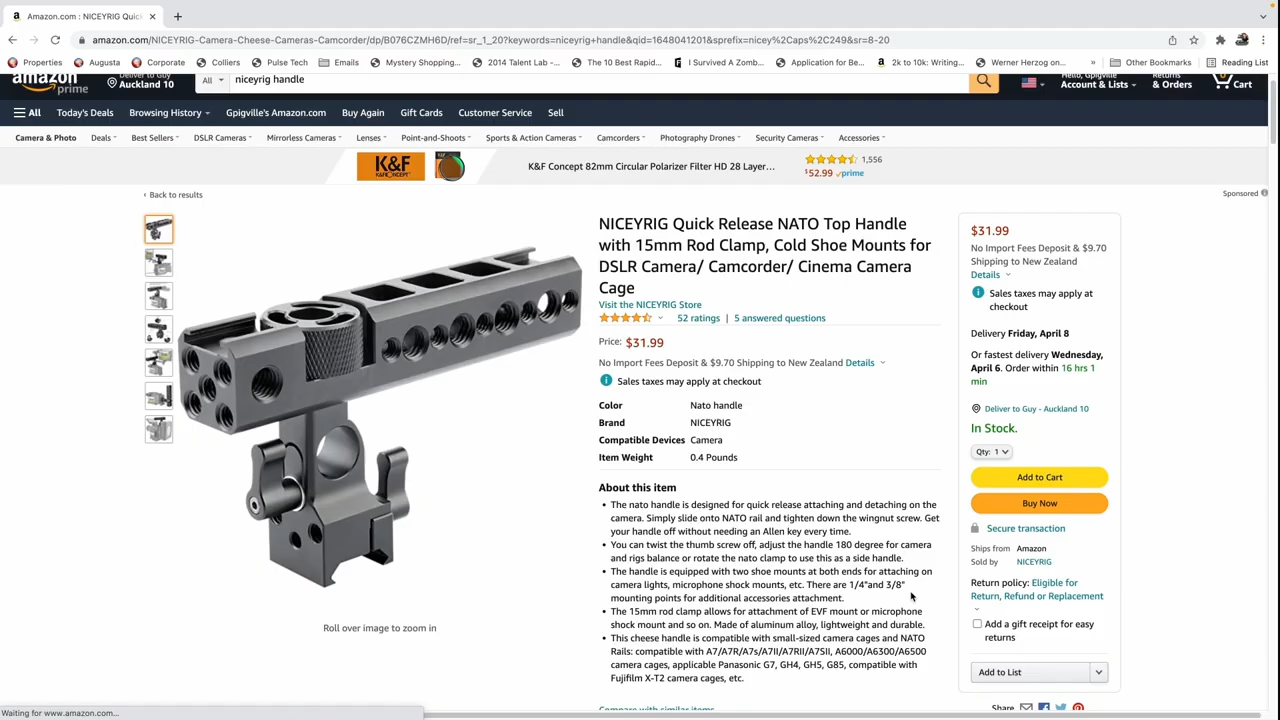 Amazon.com : NICEYRIG Quick
amazon.com/NICEYRIG-Camera-Cheese-Cameras-Camcorder/dp/B076CZMH6D/ref=sr_1_20?keywords=niceyrig+handle&qid=1648041201&sprefix=nicey%2Caps%2C249&sr=8-20
Properties Augusta Corporate Colliers Pulse Tech Emails Mystery Shopping... 2014 Talent Lab -... The 10 Best Rapid... I Survived A Zomb... Application for Be... 2k to 10k: Writing... Werner Herzog on... » Other Bookmarks Reading List
amazon prime
Deliver to Guy
Auckland 10
All niceyrig handle
Hello, Gpigville
Account & Lists
Returns
& Orders
Cart
All Today's Deals Browsing History Gpigville's Amazon.com Buy Again Gift Cards Customer Service Sell
Camera & Photo Deals Best Sellers DSLR Cameras Mirrorless Cameras Lenses Point-and-Shoots Sports & Action Cameras Camcorders Photography Drones Security Cameras Accessories
K&F CONCEPT
K&F Concept 82mm Circular Polarizer Filter HD 28 Layer...
1,556
$52.99 prime
‹ Back to results
Sponsored
NICEYRIG Quick Release NATO Top Handle
with 15mm Rod Clamp, Cold Shoe Mounts for
DSLR Camera/ Camcorder/ Cinema Camera
Cage
Visit the NICEYRIG Store
52 ratings | 5 answered questions
Price: $31.99
No Import Fees Deposit & $9.70 Shipping to New Zealand Details
Sales taxes may apply at checkout
Color Nato handle
Brand NICEYRIG
Compatible Devices Camera
Item Weight 0.4 Pounds
About this item
• The nato handle is designed for quick release attaching and detaching on the
camera. Simply slide onto NATO rail and tighten down the wingnut screw. Get
your handle off without needing an Allen key every time.
• You can twist the thumb screw off, adjust the handle 180 degree for camera
and rigs balance or rotate the nato clamp to use this as a side handle.
• The handle is equipped with two shoe mounts at both ends for attaching on
camera lights, microphone shock mounts, etc. There are 1/4"and 3/8"
mounting points for additional accessories attachment.
• The 15mm rod clamp allows for attachment of EVF mount or microphone
shock mount and so on. Made of aluminum alloy, lightweight and durable.
• This cheese handle is compatible with small-sized camera cages and NATO
Rails: compatible with A7/A7R/A7s/A7II/A7RII/A7SII, A6000/A6300/A6500
camera cages, applicable Panasonic G7, GH4, GH5, G85, compatible with
Fujifilm X-T2 camera cages, etc.
Compare with similar items
Roll over image to zoom in
$31.99
No Import Fees Deposit & $9.70
Shipping to New Zealand
Details
Sales taxes may apply at
checkout
Delivery Friday, April 8
Or fastest delivery Wednesday,
April 6. Order within 16 hrs 1
min
Deliver to Guy - Auckland 10
In Stock.
Qty: 1
Add to Cart
Buy Now
Secure transaction
Ships from Amazon
Sold by NICEYRIG
Return policy: Eligible for
Return, Refund or Replacement
Add a gift receipt for easy
returns
Add to List
Share
Waiting for www.amazon.com...